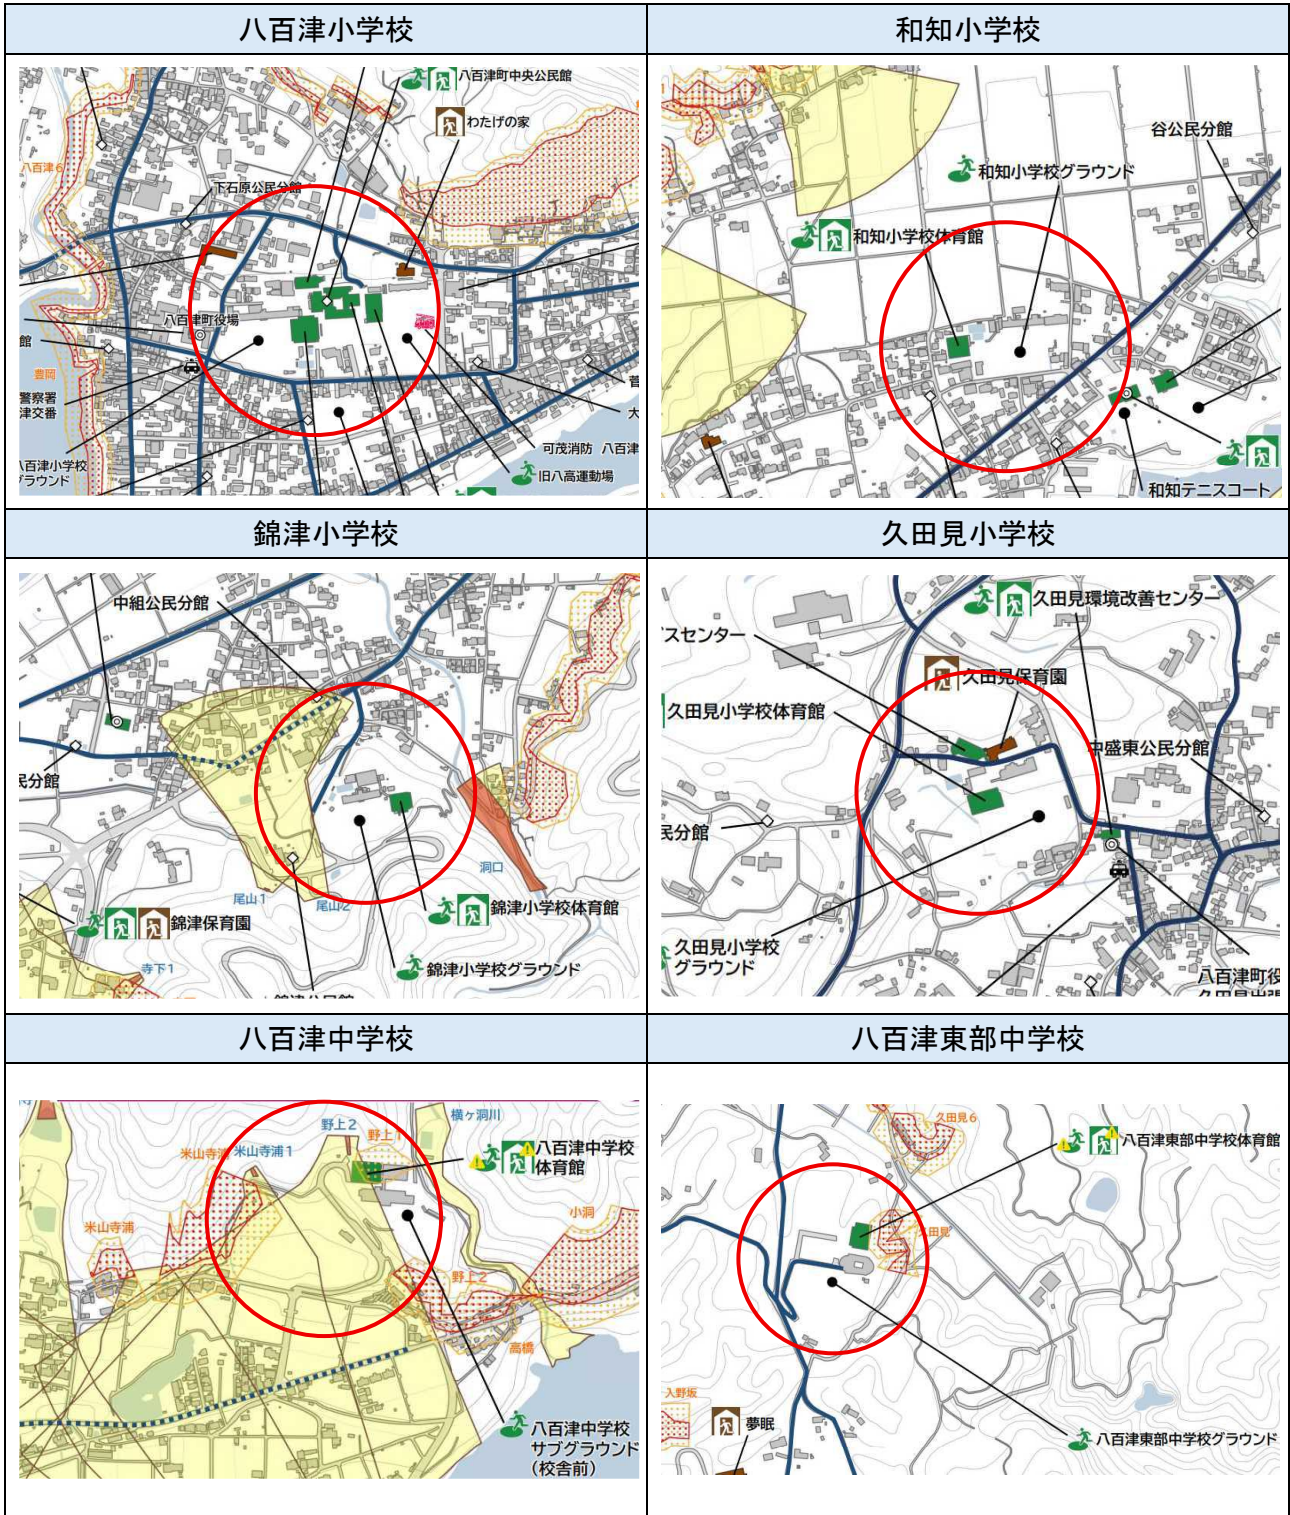 八百津小学校
和知小学校
八百津町中央公民館
わたげの家
八百津6
下石原公民分館
八百津町役場
館
豊岡
警察署
津交番
八百津小学校
グラウンド
可茂消防 八百津
旧八高運動場
大
谷公民分館
和知小学校グラウンド
和知小学校体育館
和知テニスコート
錦津小学校
久田見小学校
中組公民分館
民分館
尾山1
尾山2
洞口
錦津保育園
寺下1
錦津小学校体育館
錦津小学校グラウンド
久田見環境改善センター
スセンター
久田見保育園
久田見小学校体育館
中盛東公民分館
民分館
久田見小学校
グラウンド
八百津町役
八百津中学校
八百津東部中学校
野上2
野上1
横ヶ洞川
米山寺浦1
米山寺浦
八百津中学校
体育館
小洞
野上2
高橋
八百津中学校
サブグラウンド
(校舎前)
久田見6
八百津東部中学校体育館
久田見
入野坂
夢眠
八百津東部中学校グラウンド